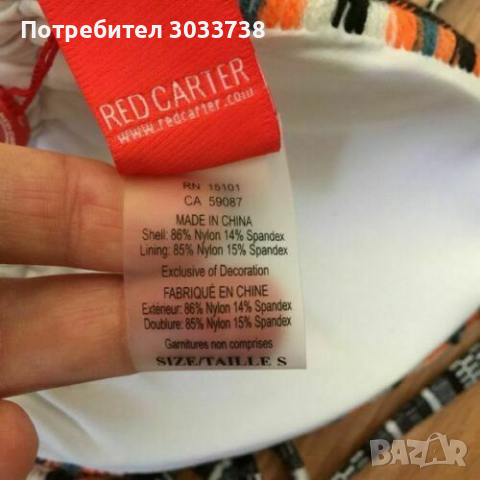 Потребител 3033738
RED CARTER
www.redcarter.com
RN 15101
CA 59087
MADE IN CHINA
Shell: 86% Nylon 14% Spandex
Lining: 85% Nylon 15% Spandex
Exclusive of Decoration
FABRIQUÉ EN CHINE
Extérieur: 86% Nylon 14% Spandex
Doublure: 85% Nylon 15% Spandex
Garnitures non comprises
SIZE/TAILLE S
BAZAR